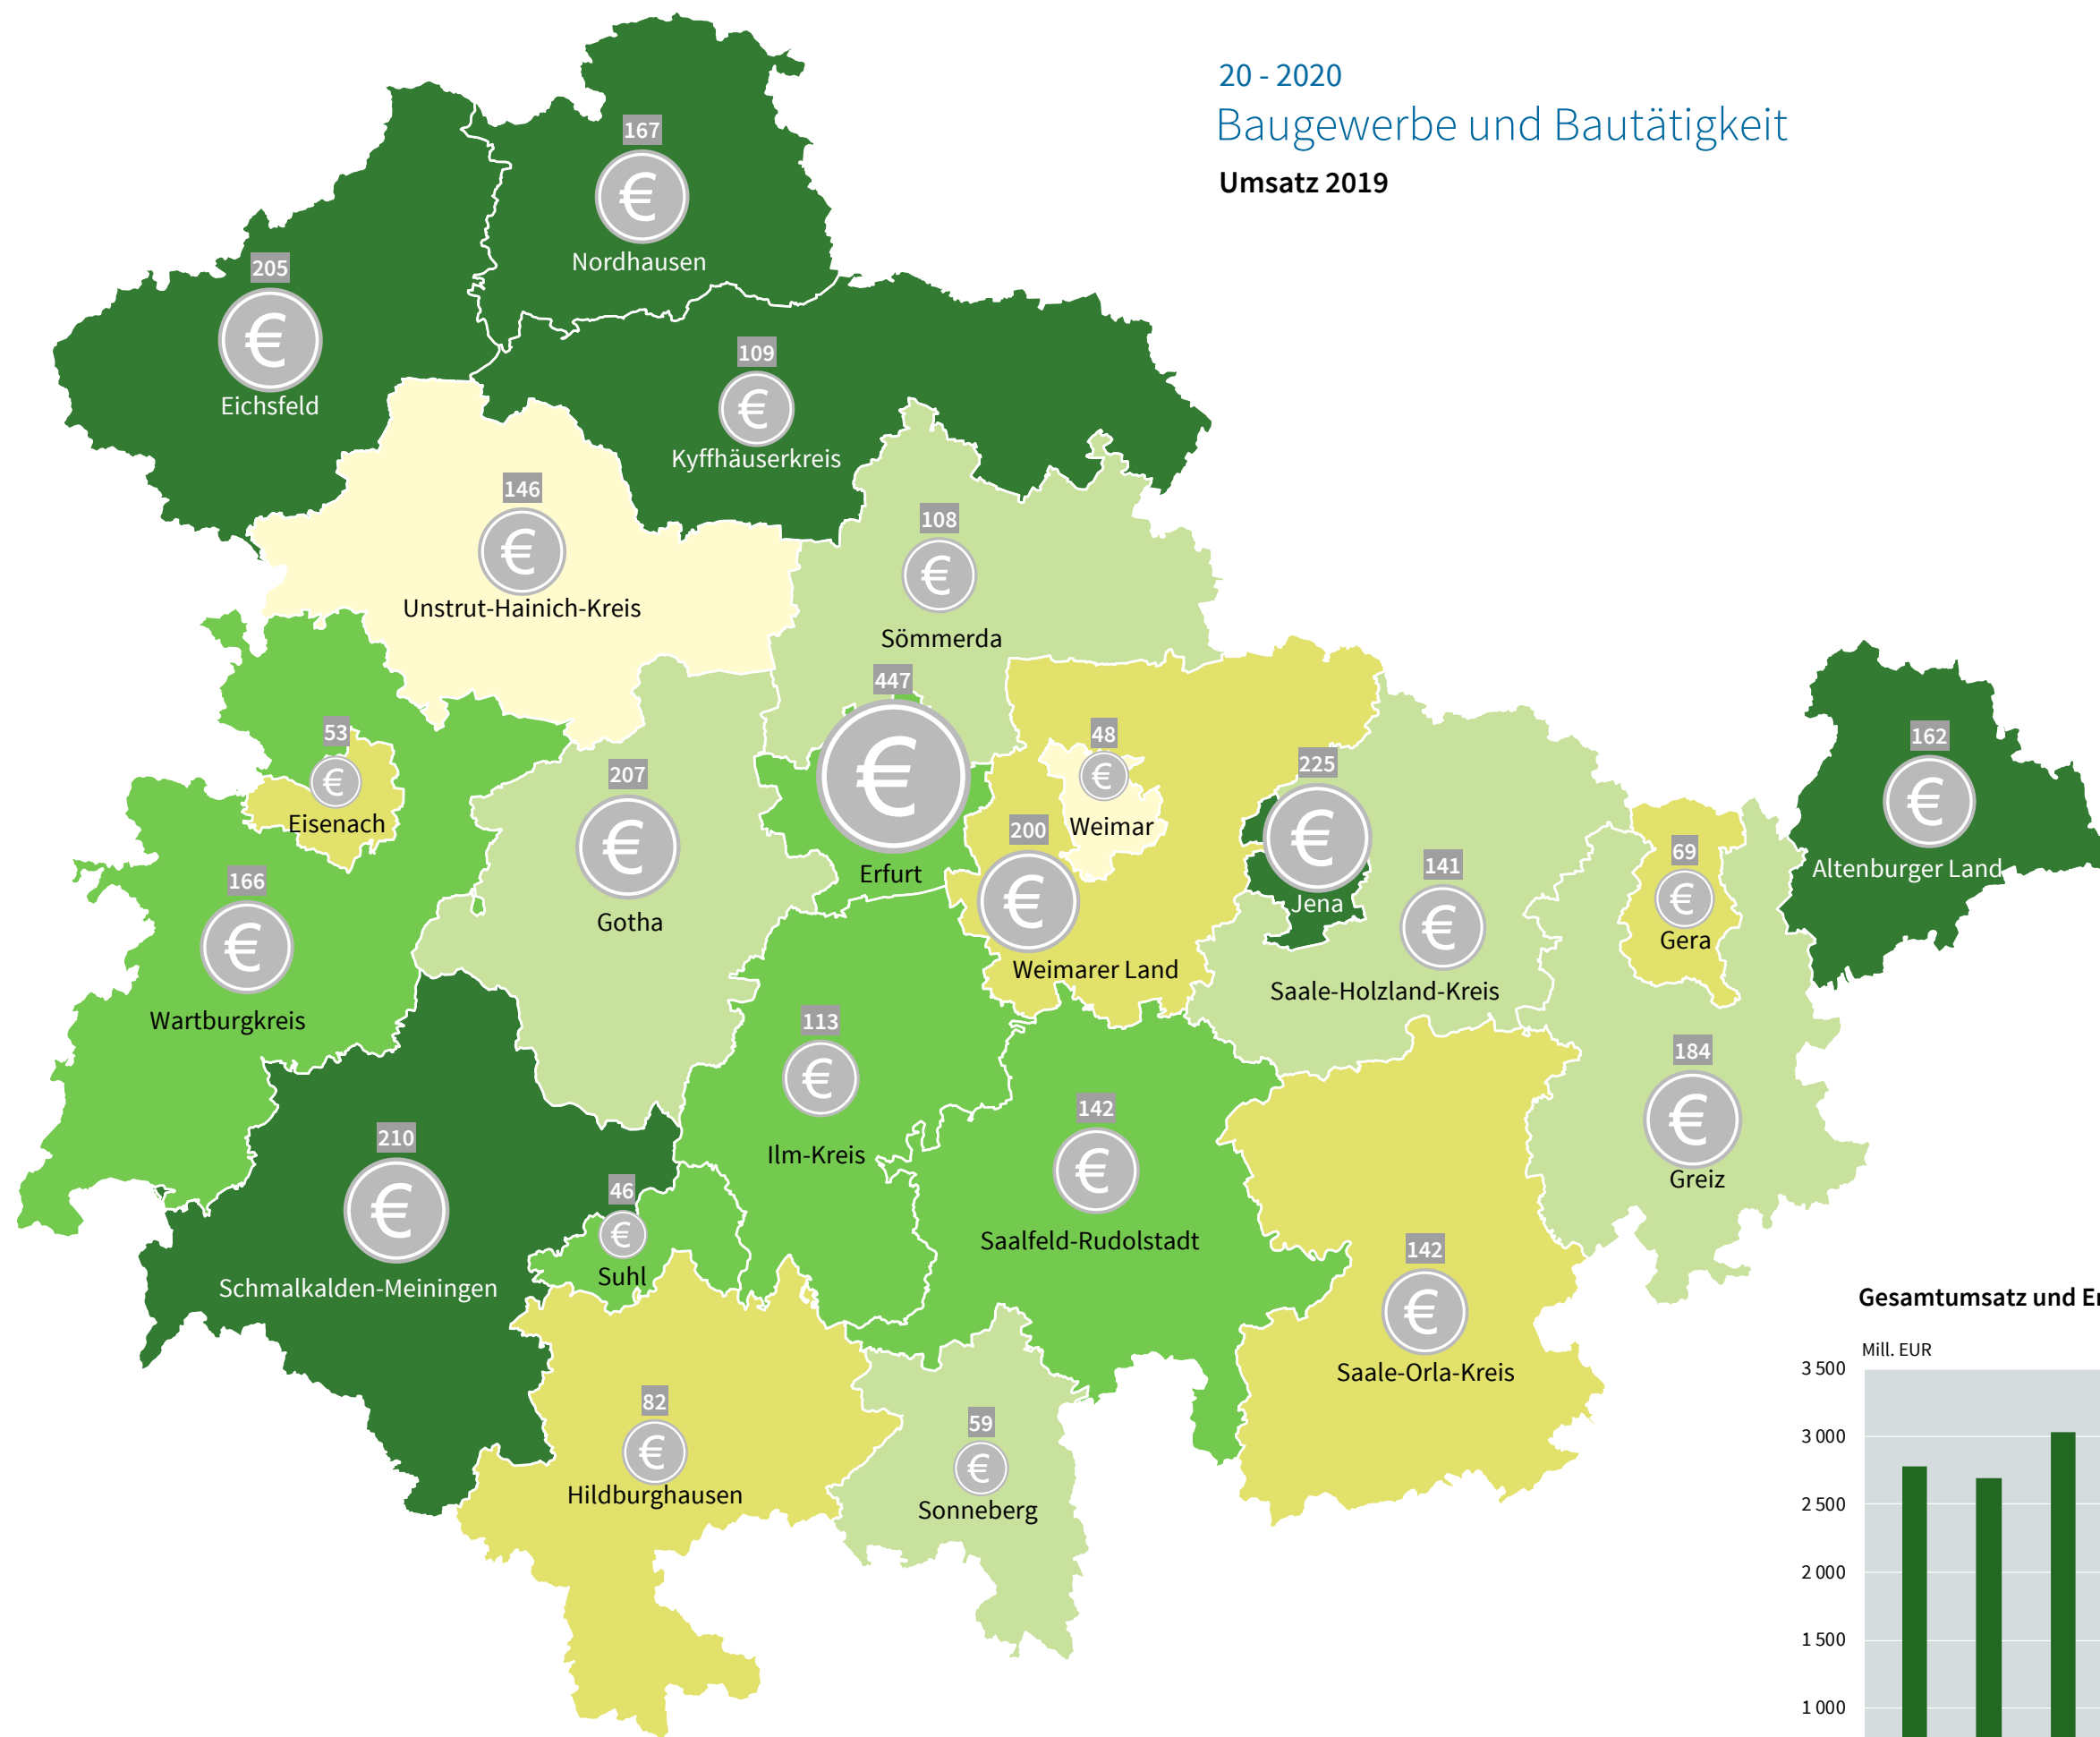 20 - 2020
Baugewerbe und Bautätigkeit
Umsatz 2019
167
€
Nordhausen
205
€
Eichsfeld
109
€
Kyffhäuserkreis
146
€
Unstrut-Hainich-Kreis
108
€
Sömmerda
447
€
Erfurt
53
€
Eisenach
207
€
Gotha
48
€
Weimar
200
€
Weimarer Land
225
€
Jena
141
€
Saale-Holzland-Kreis
69
€
Gera
162
€
Altenburger Land
166
€
Wartburgkreis
113
€
Ilm-Kreis
184
€
Greiz
210
€
Schmalkalden-Meiningen
46
€
Suhl
142
€
Saalfeld-Rudolstadt
142
€
Saale-Orla-Kreis
82
€
Hildburghausen
59
€
Sonneberg
Gesamtumsatz und
Mill. EUR
3 500
3 000
2 500
2 000
1 500
1 000